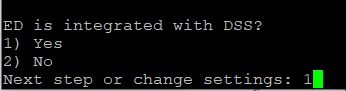 ED is integrated with DSS?
1) Yes
2) No
Next step or change settings: 1